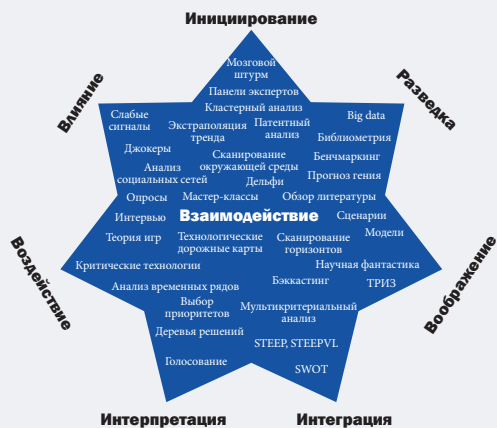 Инициирование
Мозговой
штурм
Панели экспертов
Кластерный анализ
Влияние
Разведка
Слабые
сигналы
Экстраполяция
тренда
Патентный
анализ
Big data
Библиометрия
Джокеры
Сканирование
окружающей среды
Бенчмаркинг
Анализ
социальных сетей
Дельфи
Прогноз гения
Опросы
Мастер-классы
Обзор литературы
Интервью
Взаимодействие
Сценарии
Теория игр
Технологические
дорожные карты
Сканирование
горизонтов
Модели
Критические технологии
Научная фантастика
Воздействие
Воображение
Анализ временных рядов
Бэккастинг
ТРИЗ
Выбор
приоритетов
Мультикритериальный
анализ
Деревья решений
STEEP, STEEPVL
Голосование
SWOT
Интерпретация
Интеграция